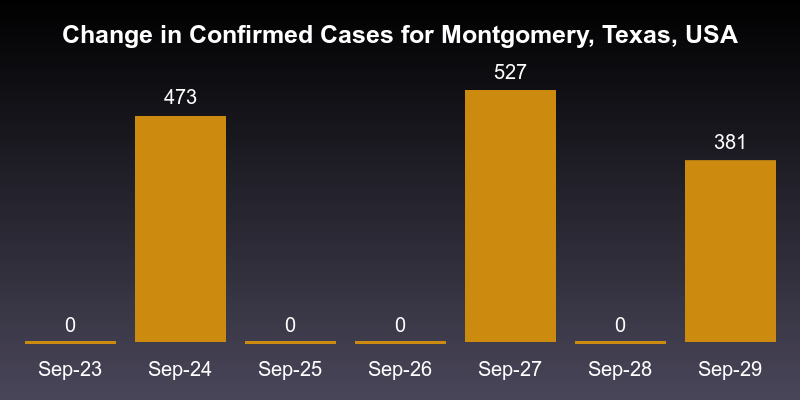 Change in Confirmed Cases for Montgomery, Texas, USA
527
473
381
0
0
0
0
Sep-23
Sep-24
Sep-25
Sep-26
Sep-27
Sep-28
Sep-29